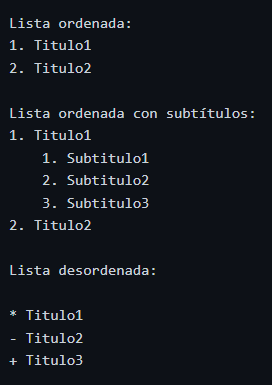 Lista ordenada:
1. Titulo1
2. Titulo2
Lista ordenada con subtítulos:
1. Titulo1
1. Subtitulo1
2. Subtitulo2
3. Subtitulo3
2. Titulo2
Lista desordenada:
* Titulo1
- Titulo2
+ Titulo3